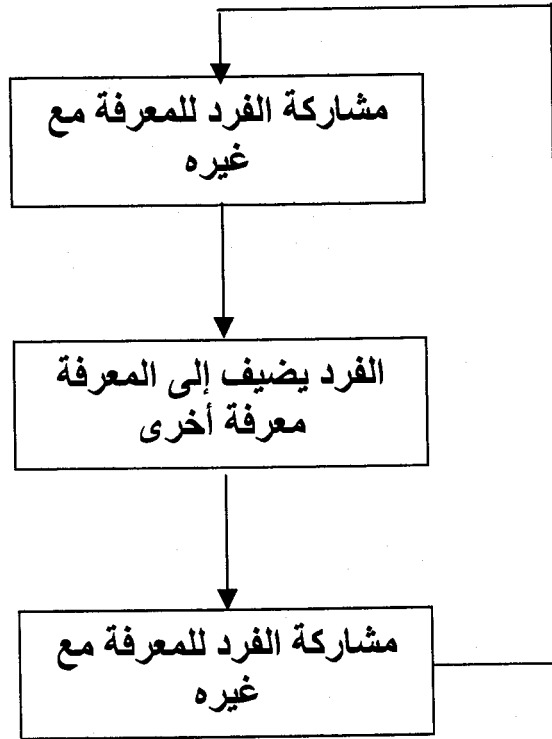 مشاركة الفرد للمعرفة مع
غيره
الفرد يضيف إلى المعرفة
معرفة أخرى
مشاركة الفرد للمعرفة مع
غيره